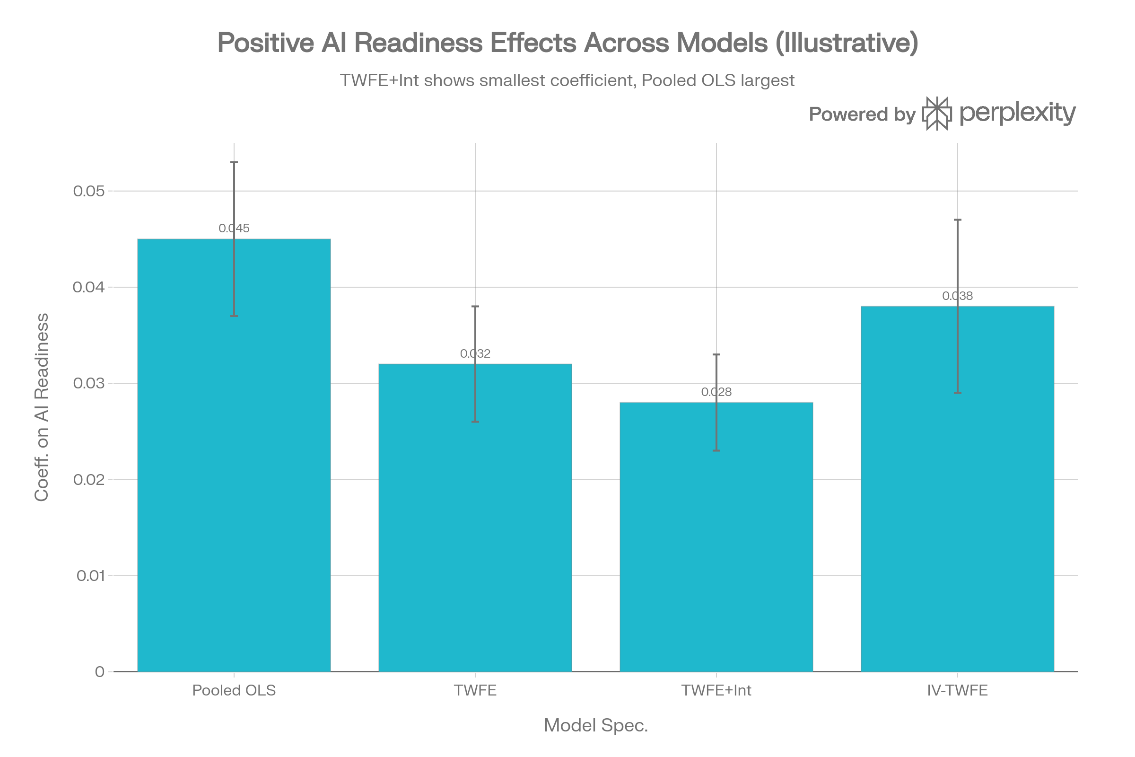 Positive AI Readiness Effects Across Models (Illustrative)
TWFE+Int shows smallest coefficient, Pooled OLS largest
Powered by perplexity
0.05
0.04
0.03
0.02
0.01
0
Coeff. on AI Readiness
0.045
0.032
0.028
0.038
Pooled OLS
TWFE
TWFE+Int
IV-TWFE
Model Spec.